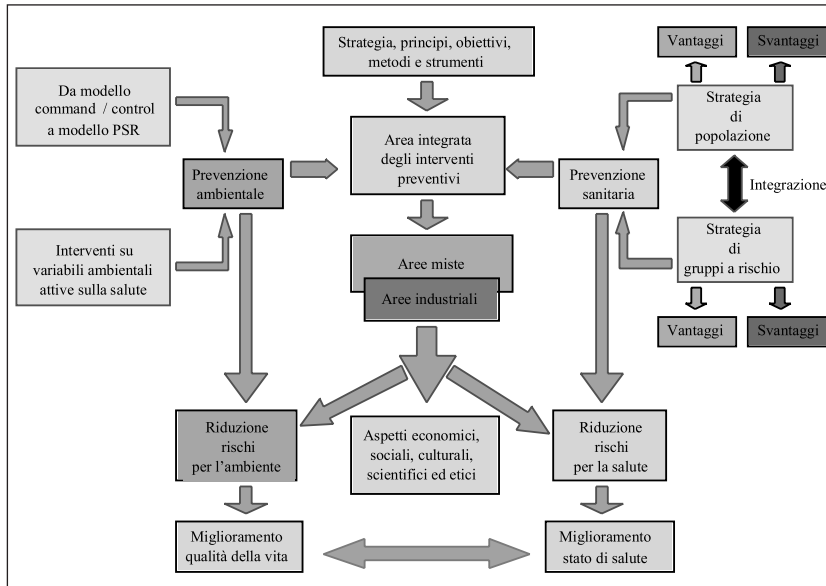 Strategia, principi, obiettivi,
metodi e strumenti
Vantaggi
Svantaggi
Da modello
command / control
a modello PSR
Strategia
di
popolazione
Area integrata
degli interventi
preventivi
Prevenzione
ambientale
Prevenzione
sanitaria
Integrazione
Interventi su
variabili ambientali
attive sulla salute
Strategia
di
gruppi a rischio
Aree miste
Aree industriali
Vantaggi
Svantaggi
Riduzione
rischi
per l'ambiente
Aspetti economici,
sociali, culturali,
scientifici ed etici
Riduzione
rischi
per la salute
Miglioramento
qualità della vita
Miglioramento
stato di salute